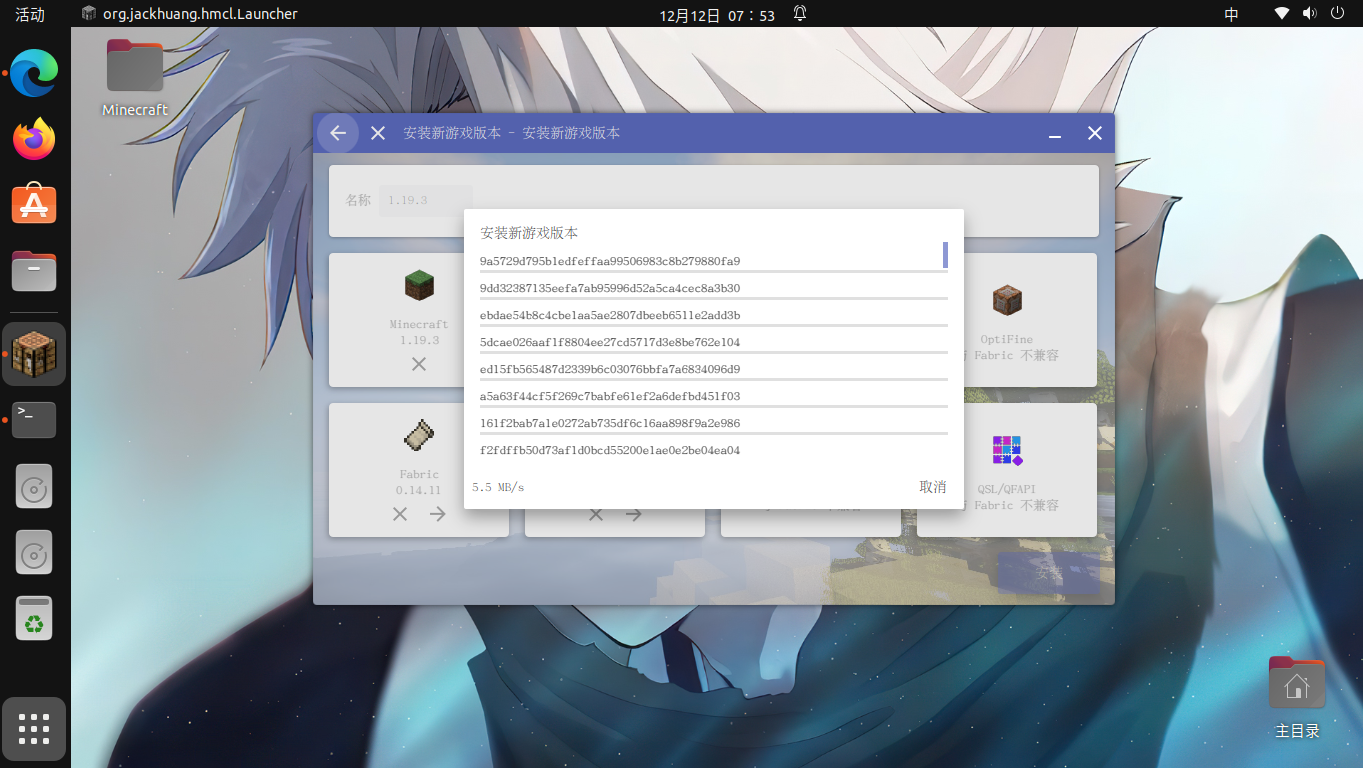 活动
org.jackhuang.hmcl.Launcher
12月12日 07：53
中
Minecraft
安装新游戏版本 - 安装新游戏版本
名称
1.19.3
安装新游戏版本
9a5729d795b1edfeffaa99506983c8b279880fa9
9dd32387135eefa7ab95996d52a5ca4cec8a3b30
ebdae54b8c4cbe1aa5ae2807dbeeb6511e2add3b
5dcae026aaf1f8804ee27cd5717d3e8be762e104
ed15fb565487d2339b6c03076bbfa7a6834096d9
a5a63f44cf5f269c7babfe61ef2a6defbd451f03
161f2bab7a1e0272ab735df6c16aa898f9a2e986
f2fdffb50d73af1d0bcd55200e1ae0e2be04ea04
5.5 MB/s
取消
Minecraft
1.19.3
OptiFine
Fabric 不兼容
Fabric
0.14.11
QSL/QFAPI
Fabric 不兼容
安装
>_
主目录